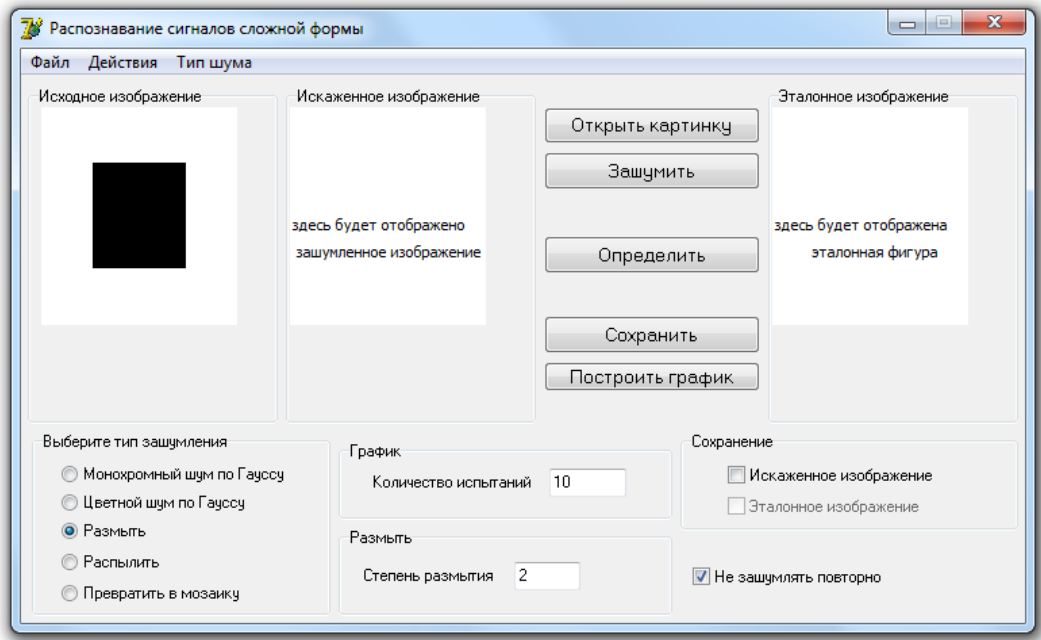 Распознавание сигналов сложной формы
Файл Действия Тип шума
Исходное изображение
Искаженное изображение
здесь будет отображено
зашумленное изображение
Открыть картинку
Зашумить
Определить
Сохранить
Построить график
Эталонное изображение
здесь будет отображена
эталонная фигура
Выберите тип зашумления
Монохромный шум по Гауссу
Цветной шум по Гауссу
Размыть
Распылить
Превратить в мозаику
График
Количество испытаний 10
Размыть
Степень размытия 2
Сохранение
Искаженное изображение
Эталонное изображение
Не зашумлять повторно